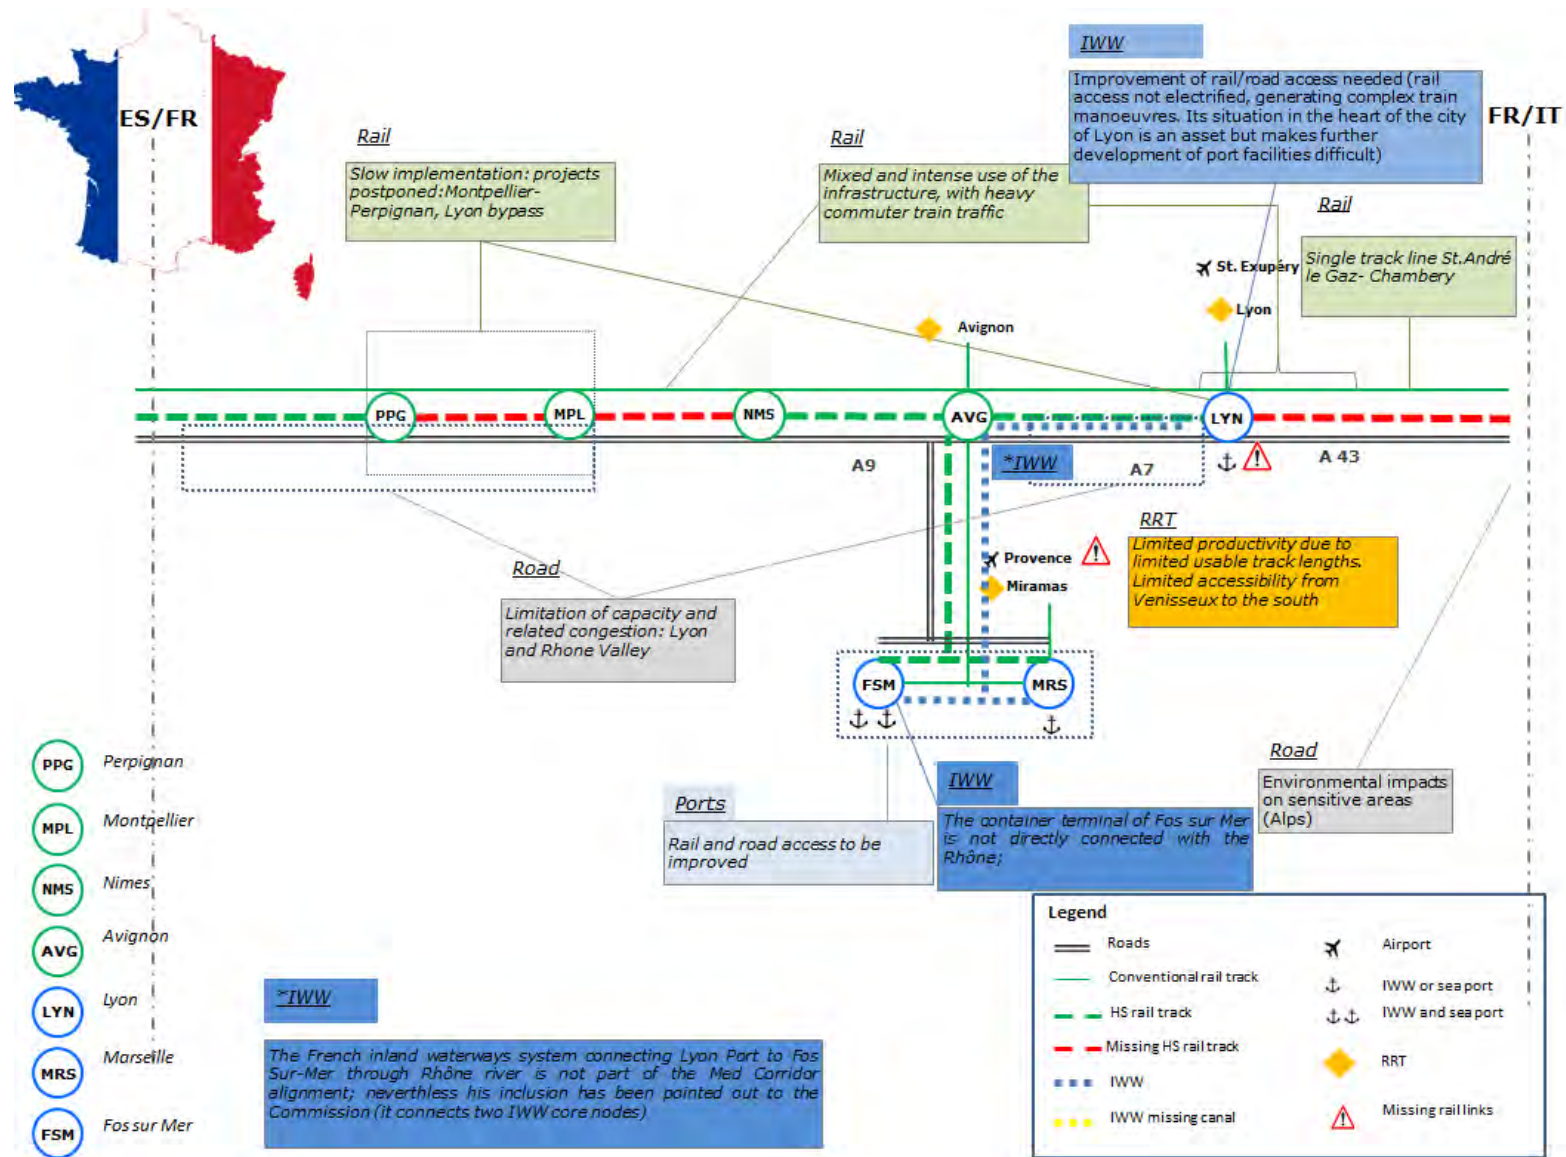 IWW
Improvement of rail/road access needed (rail
access not electrified, generating complex train
manoeuvres. Its situation in the heart of the city
of Lyon is an asset but makes further
development of port facilities difficult)
ES/FR
FR/IT
Rail
Slow implementation: projects
postponed:Montpellier-
Perpignan, Lyon bypass
Rail
Mixed and intense use of the
infrastructure, with heavy
commuter train traffic
Rail
Single track line St.André
le Gaz- Chambery
St. Exupéry
Lyon
Avignon
PPG
MPL
NMS
AVG
LYN
A9
*IWW
A7
A 43
Road
Limitation of capacity and
related congestion: Lyon
and Rhone Valley
Provence
Miramas
RRT
Limited productivity due to
limited usable track lengths.
Limited accessibility from
Venisseux to the south
FSM
MRS
Ports
Rail and road access to be
improved
IWW
The container terminal of Fos sur Mer
is not directly connected with the
Rhône;
Road
Environmental impacts
on sensitive areas
(Alps)
PPG Perpignan
MPL Montpellier
NMS Nimes
AVG Avignon
LYN Lyon
MRS Marseille
FSM Fos sur Mer
*IWW
The French inland waterways system connecting Lyon Port to Fos
Sur-Mer through Rhône river is not part of the Med Corridor
alignment; nevertheless his inclusion has been pointed out to the
Commission (it connects two IWW core nodes)
Legend
Roads
Conventional rail track
HS rail track
Missing HS rail track
IWW
IWW missing canal
Airport
IWW or sea port
IWW and sea port
RRT
Missing rail links